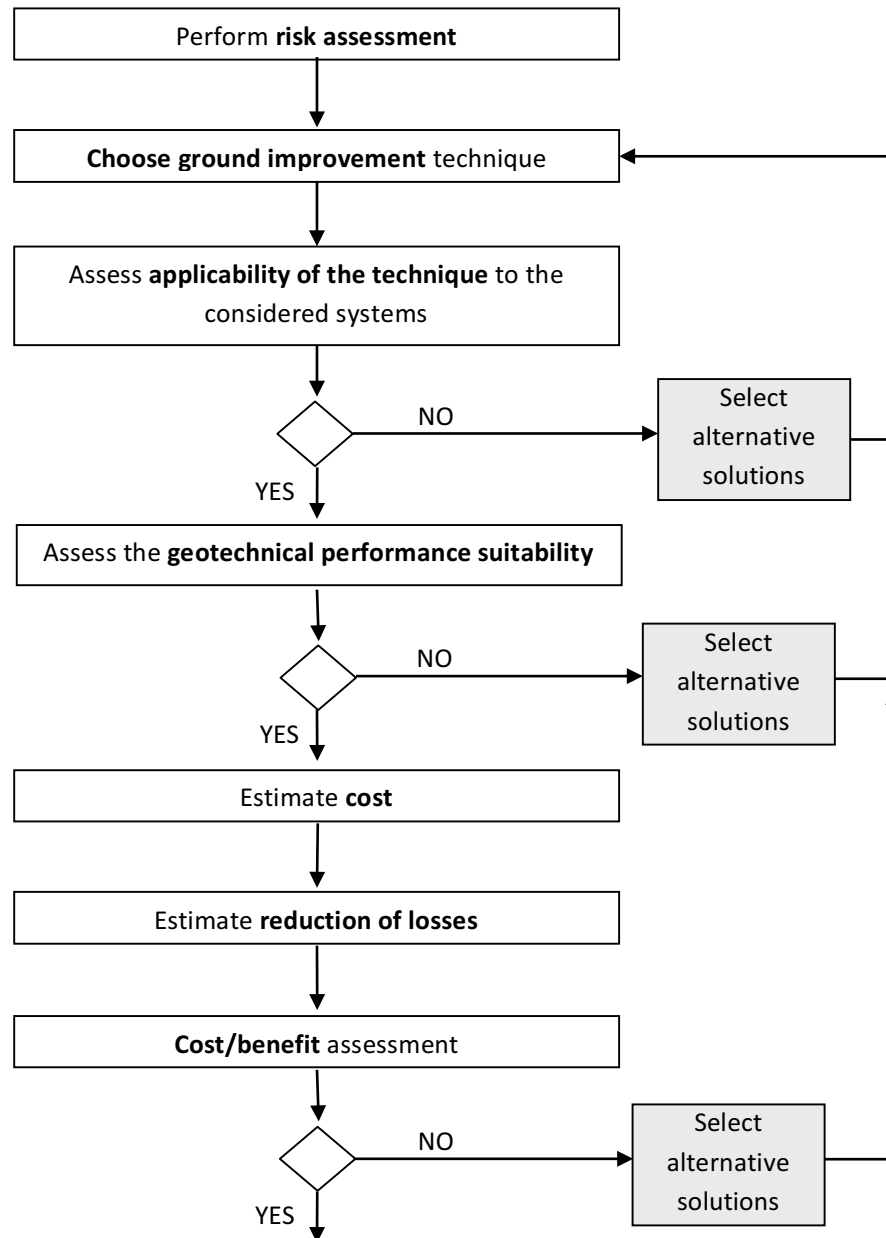 Perform risk assessment
Choose ground improvement technique
Assess applicability of the technique to the
considered systems
NO
Select
alternative
solutions
YES
Assess the geotechnical performance suitability
NO
Select
alternative
solutions
YES
Estimate cost
Estimate reduction of losses
Cost/benefit assessment
NO
Select
alternative
solutions
YES